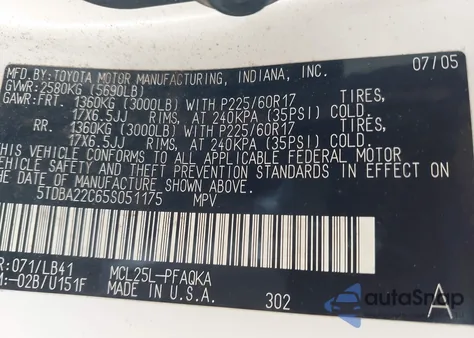 MFD. BY: TOYOTA MOTOR MANUFACTURING, INDIANA, INC. 07/05
GVWR: 2580KG (5690LB)
GAWR: FRT. 1360KG (3000LB) WITH P225/60R17 TIRES,
17X6.5JJ RIMS, AT 240KPA (35PSI) COLD.
RR. 1360KG (3000LB) WITH P225/60R17 TIRES,
17X6.5JJ RIMS, AT 240KPA (35PSI) COLD.
THIS VEHICLE CONFORMS TO ALL APPLICABLE FEDERAL MOTOR
VEHICLE SAFETY, BUMPER, AND THEFT PREVENTION STANDARDS IN EFFECT ON
THE DATE OF MANUFACTURE SHOWN ABOVE.
5TDBA22C65S051175 MPV
R:071/LB41 MCL25L-PFAQKA
M:-02B/U151F MADE IN U.S.A. 302 A
autoSnap